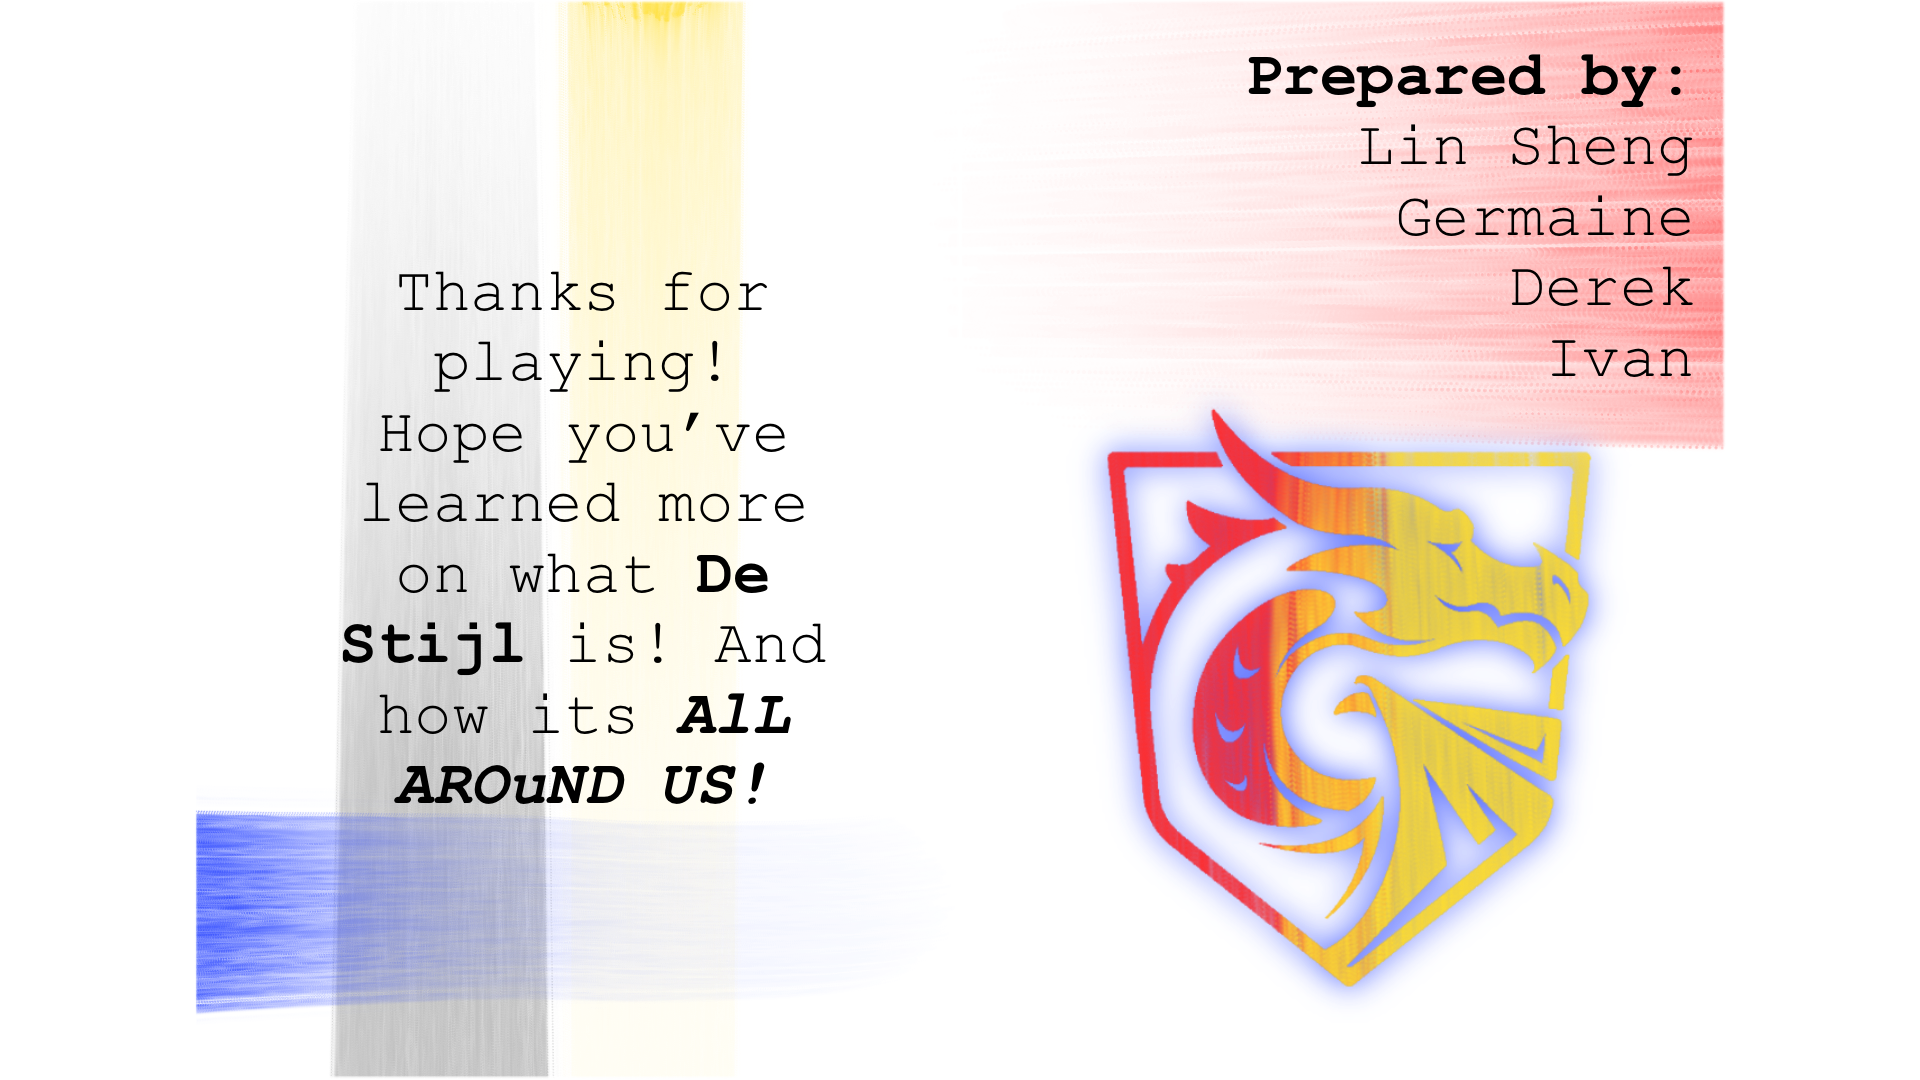 Thanks for
playing!
Hope you’ve
learned more
on what De
Stijl is! And
how its AlL
AROuND US!
Prepared by:
Lin Sheng
Germaine
Derek
Ivan